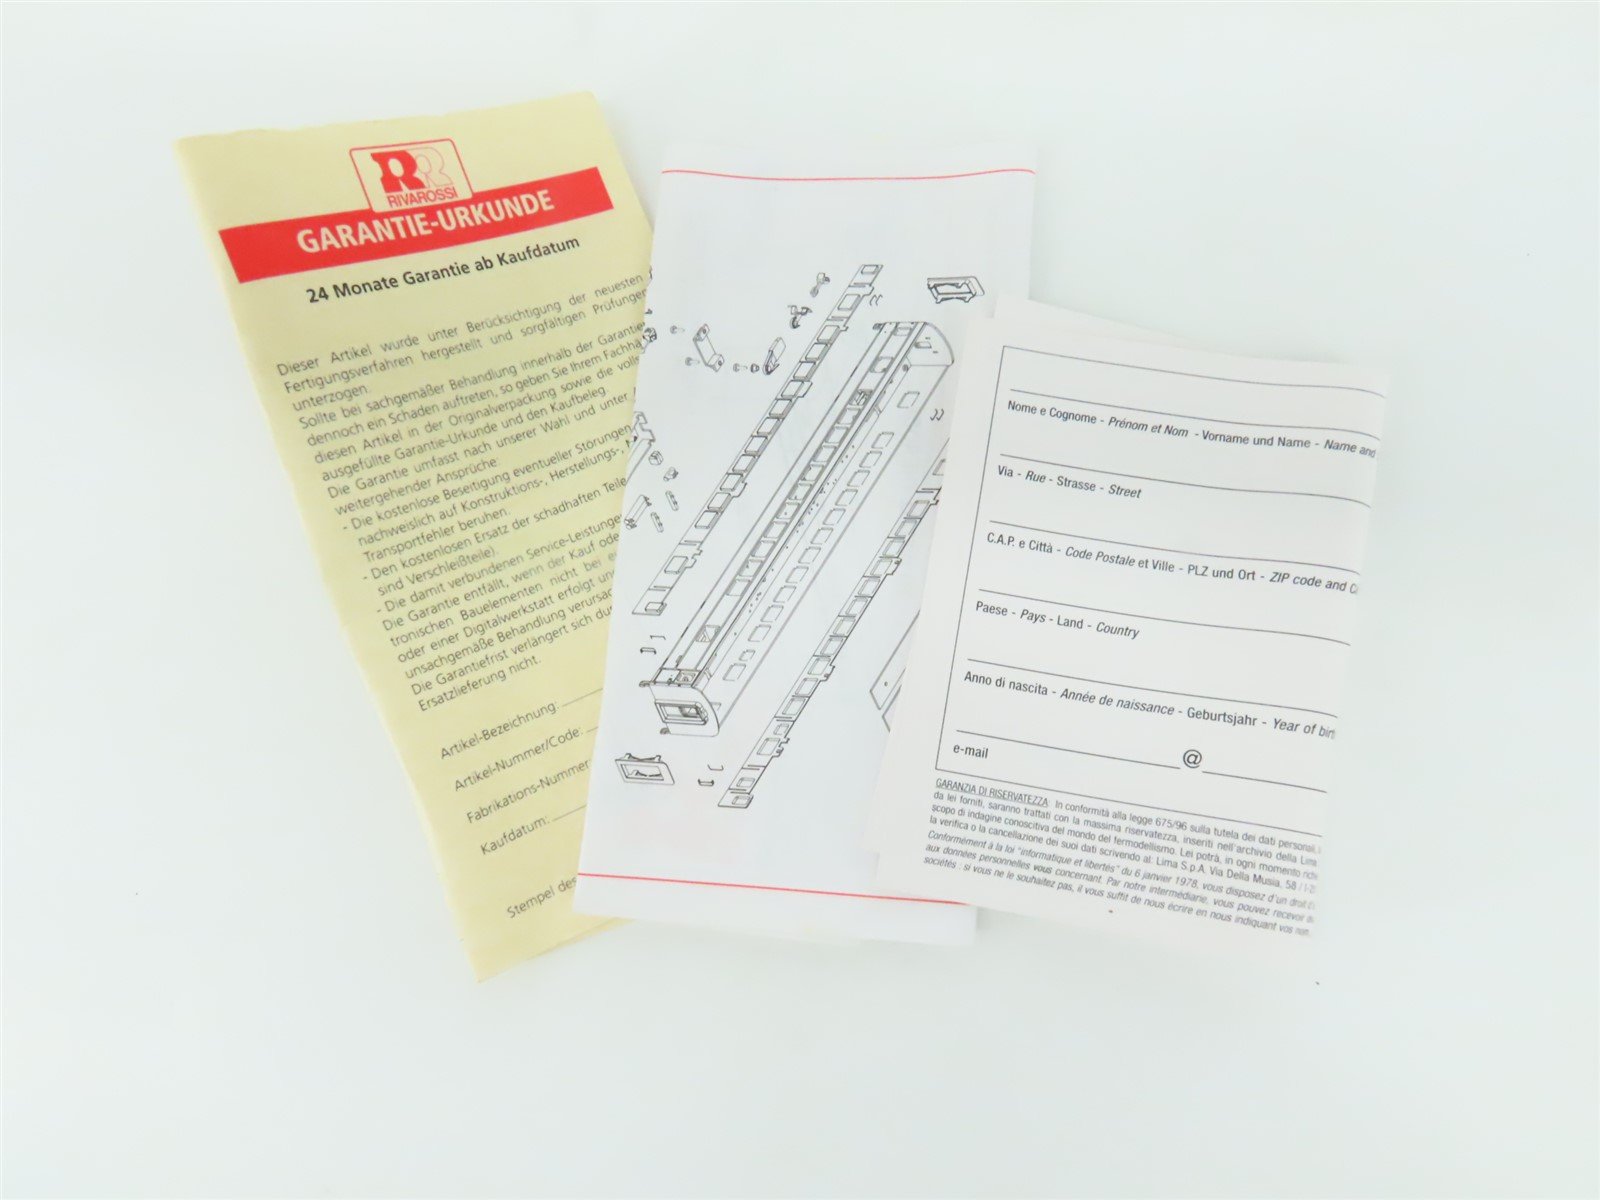 RR
RIVAROSSI
GARANTIE-URKUNDE
24 Monate Garantie ab Kaufdatum
Dieser Artikel wurde unter Berücksichtigung der neuesten
Fertigungsverfahren hergestellt und sorgfältigen Prüfungen
unterzogen.
Sollte bei sachgemäßer Behandlung innerhalb der Garantie
dennoch ein Schaden auftreten, so geben Sie Ihrem Fachhä
diesen Artikel in der Originalverpackung sowie die volls
ausgefüllte Garantie-Urkunde und den Kaufbeleg.
Die Garantie umfasst nach unserer Wahl und unter
weitergehender Ansprüche:
- Die kostenlose Beseitigung eventueller Störungen,
nachweislich auf Konstruktions-, Herstellungs-,
Transportfehler beruhen.
- Den kostenlosen Ersatz der schadhaften Teile
sind Verschleißteile).
- Die damit verbundenen Service-Leistunge
Die Garantie entfällt, wenn der Kauf ode
tronischen Bauelementen nicht bei e
oder einer Digitalwerkstatt erfolgt un
unsachgemäße Behandlung verursac
Die Garantiefrist verlängert sich du
Ersatzlieferung nicht.
Artikel-Bezeichnung:
Artikel-Nummer/Code:
Fabrikations-Nummer
Kaufdatum:
Stempel des
Nome e Cognome - Prénom et Nom - Vorname und Name - Name and
Via - Rue - Strasse - Street
C.A.P. e Città - Code Postale et Ville - PLZ und Ort - ZIP code and C
Paese - Pays - Land - Country
Anno di nascita - Année de naissance - Geburtsjahr - Year of birt
e-mail @
GARANZIA DI RISERVATEZZA: In conformità alla legge 675/96 sulla tutela dei dati personali,
da lei forniti, saranno trattati con la massima riservatezza, inseriti nell'archivio della Lima
scopo di indagine conoscitiva del mondo del fermodellismo. Lei potrà, in ogni momento
la verifica o la cancellazione dei suoi dati scrivendo al: Lima S.p.A. Via Della Musia, 58
Conformément à la loi "informatique et libertés" du 6 janvier 1978, vous disposez d'un droit
aux données personnelles vous concernant. Par notre intermédiaire, vous pouvez recevoir
sociétés : si vous ne le souhaitez pas, il vous suffit de nous écrire en nous indiquant vos